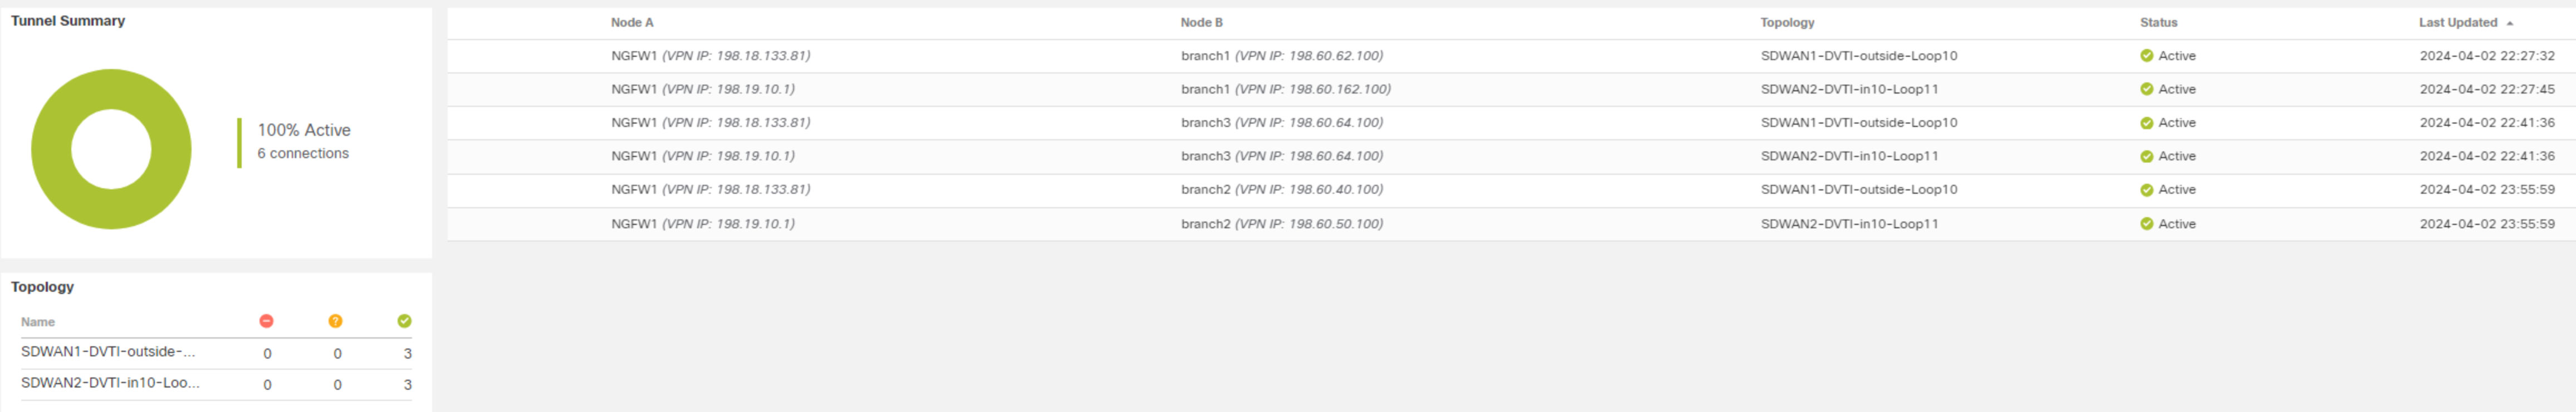 Tunnel Summary
100% Active
6 connections
Topology
Name
SDWAN1-DVTI-outside-... 0 0 3
SDWAN2-DVTI-in10-Loo... 0 0 3
Node A Node B Topology Status Last Updated
NGFW1 (VPN IP: 198.18.133.81) branch1 (VPN IP: 198.60.62.100) SDWAN1-DVTI-outside-Loop10 Active 2024-04-02 22:27:32
NGFW1 (VPN IP: 198.19.10.1) branch1 (VPN IP: 198.60.162.100) SDWAN2-DVTI-in10-Loop11 Active 2024-04-02 22:27:45
NGFW1 (VPN IP: 198.18.133.81) branch3 (VPN IP: 198.60.64.100) SDWAN1-DVTI-outside-Loop10 Active 2024-04-02 22:41:36
NGFW1 (VPN IP: 198.19.10.1) branch3 (VPN IP: 198.60.64.100) SDWAN2-DVTI-in10-Loop11 Active 2024-04-02 22:41:36
NGFW1 (VPN IP: 198.18.133.81) branch2 (VPN IP: 198.60.40.100) SDWAN1-DVTI-outside-Loop10 Active 2024-04-02 23:55:59
NGFW1 (VPN IP: 198.19.10.1) branch2 (VPN IP: 198.60.50.100) SDWAN2-DVTI-in10-Loop11 Active 2024-04-02 23:55:59